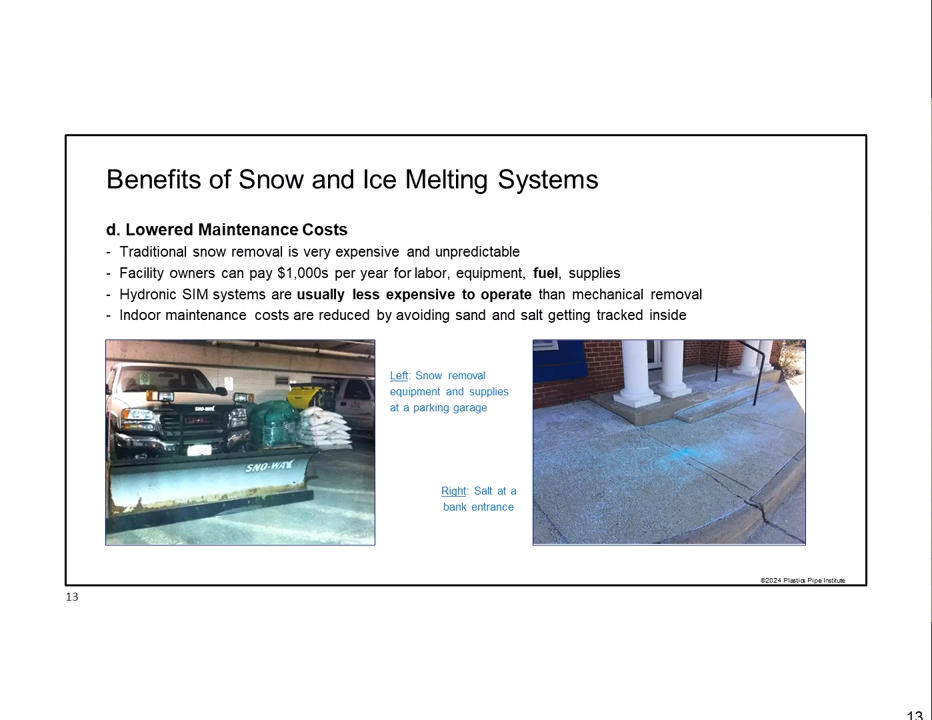 Benefits of Snow and Ice Melting Systems
d. Lowered Maintenance Costs
- Traditional snow removal is very expensive and unpredictable
- Facility owners can pay $1,000s per year for labor, equipment, fuel, supplies
- Hydronic SIM systems are usually less expensive to operate than mechanical removal
- Indoor maintenance costs are reduced by avoiding sand and salt getting tracked inside
Left: Snow removal
equipment and supplies
at a parking garage
SNO-WAY
GMC
SNO-WAY
Right: Salt at a
bank entrance
©2024 Plastics Pipe Institute
13
13